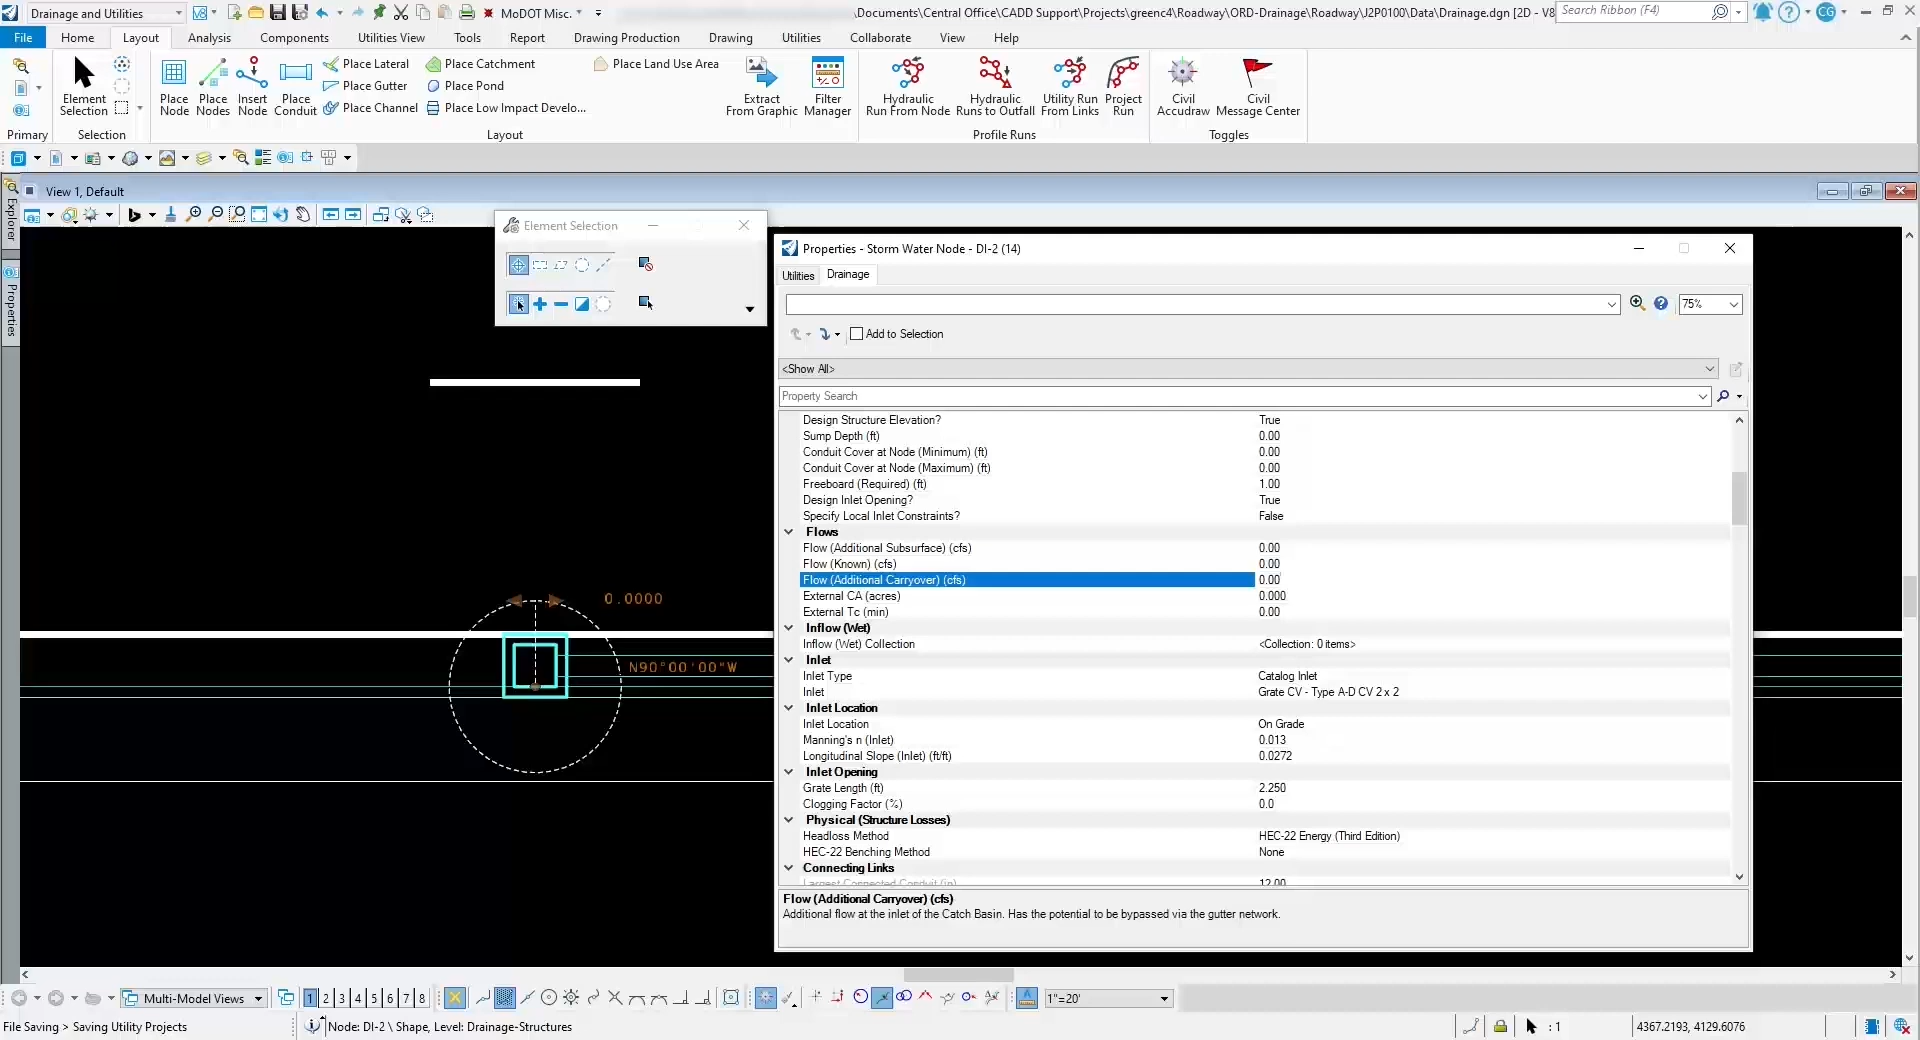 Drawing and Utilities
MoDOT Misc.
\Documents\Central Office\CADD Support\Projects\greenc4\Roadway\ORD-Drainage\Roadway\J2P0100\Data\Drainage.dgn [2D - V8
Search Ribbon (F4)
CG
File Home Layout Analysis Components Utilities View Tools Report Drawing Production Drawing Utilities Collaborate View Help
Element Selection
Place Node
Place Nodes
Insert Node
Place Conduit
Place Lateral
Place Gutter
Place Channel
Place Catchment
Place Pond
Place Low Impact Develo...
Place Land Use Area
Extract From Graphic
Filter Manager
Hydraulic Run From Node
Hydraulic Runs to Outfall
Utility Run From Links
Project Run
Civil Accudraw
Civil Message Center
Primary Selection Layout Profile Runs Toggles
View 1, Default
Explorer
Properties
Element Selection
0.0000
N90°00'00"W
Properties - Storm Water Node - DI-2 (14)
Utilities Drainage
75%
Add to Selection
<Show All>
Property Search
Design Structure Elevation? True
Sump Depth (ft) 0.00
Conduit Cover at Node (Minimum) (ft) 0.00
Conduit Cover at Node (Maximum) (ft) 0.00
Freeboard (Required) (ft) 1.00
Design Inlet Opening? True
Specify Local Inlet Constraints? False
Flows
Flow (Additional Subsurface) (cfs) 0.00
Flow (Known) (cfs) 0.00
Flow (Additional Carryover) (cfs) 0.00
External CA (acres) 0.000
External Tc (min) 0.00
Inflow (Wet)
Inflow (Wet) Collection <Collection: 0 items>
Inlet
Inlet Type Catalog Inlet
Inlet Grate CV - Type A-D CV 2 x 2
Inlet Location
Inlet Location On Grade
Manning's n (Inlet) 0.013
Longitudinal Slope (Inlet) (ft/ft) 0.0272
Inlet Opening
Grate Length (ft) 2.250
Clogging Factor (%) 0.0
Physical (Structure Losses)
Headloss Method HEC-22 Energy (Third Edition)
HEC-22 Benching Method None
Connecting Links
Largest Connected Conduit (in) 12.00
Flow (Additional Carryover) (cfs)
Additional flow at the inlet of the Catch Basin. Has the potential to be bypassed via the gutter network.
Multi-Model Views 1 2 3 4 5 6 7 8
1"=20'
File Saving > Saving Utility Projects
Node: DI-2 \ Shape, Level: Drainage-Structures
: 1
4367.2193, 4129.6076